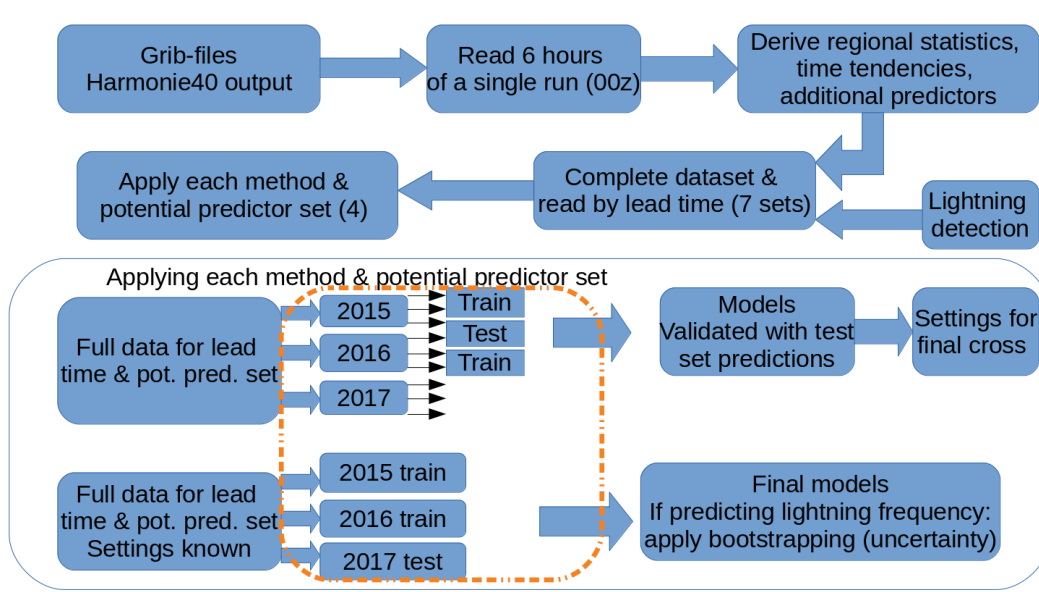 Grib-files
Harmonie40 output
Read 6 hours
of a single run (00z)
Derive regional statistics,
time tendencies,
additional predictors
Apply each method &
potential predictor set (4)
Complete dataset &
read by lead time (7 sets)
Lightning
detection
Applying each method & potential predictor set
Full data for lead
time & pot. pred. set
2015
2016
2017
Train
Test
Train
Models
Validated with test
set predictions
Settings for
final cross
Full data for lead
time & pot. pred. set
Settings known
2015 train
2016 train
2017 test
Final models
If predicting lightning frequency:
apply bootstrapping (uncertainty)